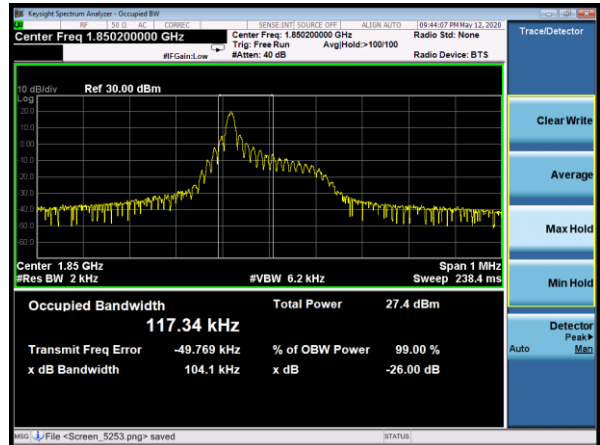 Keysight Spectrum Analyzer - Occupied BW
RF 50 Ω AC CORREC SENSE:INT SOURCE OFF ALIGN AUTO 09:44:07 PM May 12, 2020
Center Freq 1.850200000 GHz Center Freq: 1.850200000 GHz Radio Std: None Trace/Detector
Trig: Free Run Avg|Hold:>100/100
#IFGain:Low #Atten: 40 dB Radio Device: BTS
10 dB/div Ref 30.00 dBm
Log
20.0
10.0
0.00
-10.0
-20.0
-30.0
-40.0
-50.0
-60.0
Center 1.85 GHz Span 1 MHz
#Res BW 2 kHz #VBW 6.2 kHz Sweep 238.4 ms
Occupied Bandwidth Total Power 27.4 dBm
117.34 kHz
Transmit Freq Error -49.769 kHz % of OBW Power 99.00 %
x dB Bandwidth 104.1 kHz x dB -26.00 dB
Clear Write
Average
Max Hold
Min Hold
Detector
Peak▶
Auto Man
MSG File <Screen_5253.png> saved STATUS